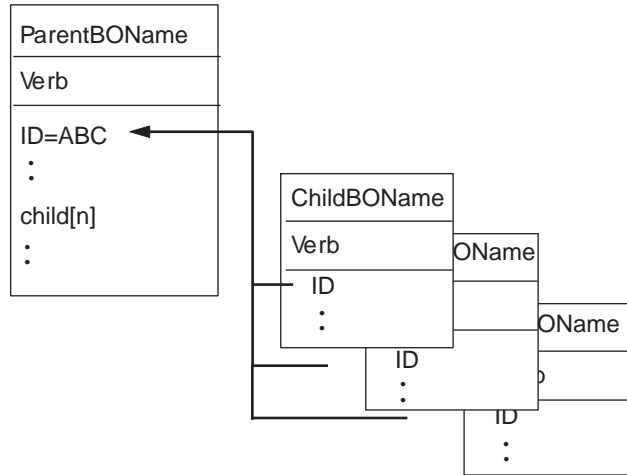 ParentBOName
Verb
ID=ABC
:
child[n]
:
ChildBOName
Verb
ID
:
OName
ID
:
OName
ID
: